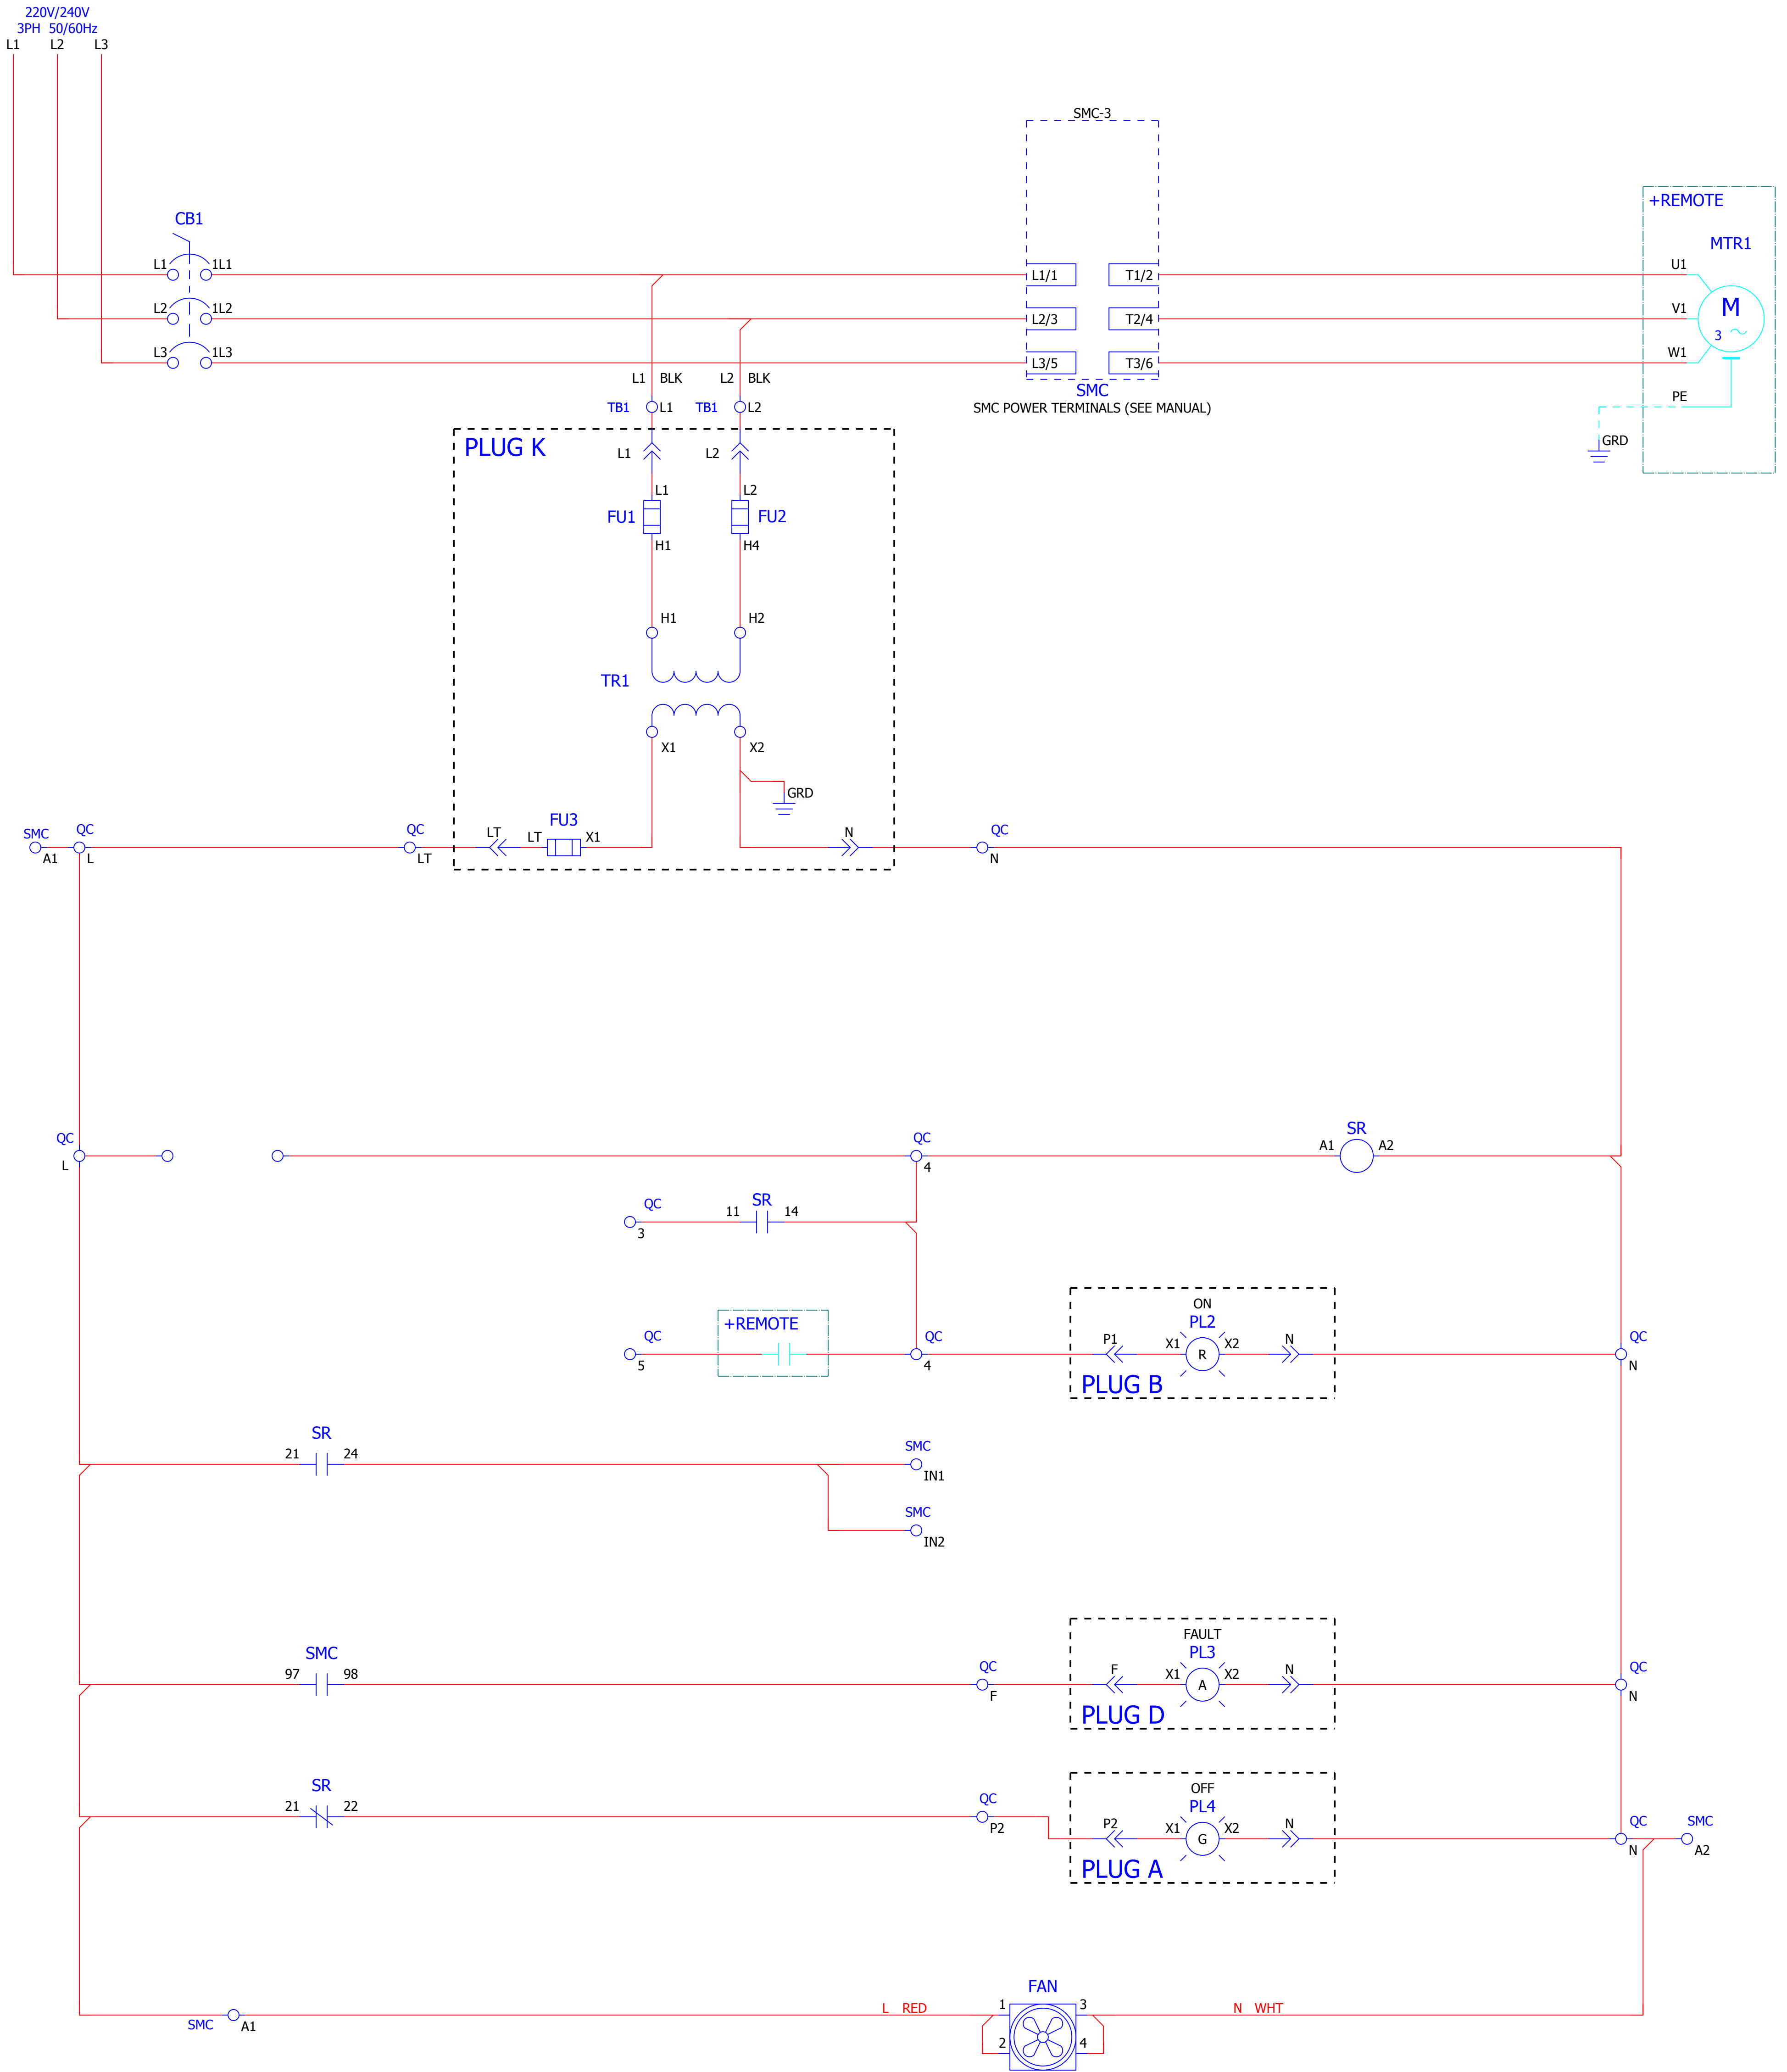 220V/240V
3PH 50/60Hz
L1 L2 L3
SMC-3
+REMOTE
CB1
MTR1
L1 1L1
L1/1 T1/2
U1
L2 1L2
L2/3 T2/4
V1
M
3
L3 1L3
L3/5 T3/6
W1
L1 BLK
L2 BLK
SMC
PE
TB1 L1
TB1 L2
SMC POWER TERMINALS (SEE MANUAL)
GRD
PLUG K
L1
L2
L1
L2
FU1
FU2
H1
H4
H1
H2
TR1
X1
X2
GRD
FU3
SMC
QC
QC
LT
LT
X1
N
QC
A1
L
LT
N
QC
L
QC
4
SR
A1 A2
QC
3
SR
11 14
QC
5
+REMOTE
QC
4
ON
PL2
P1
X1
R
X2
N
PLUG B
QC
N
SR
21 24
SMC
IN1
SMC
IN2
SMC
97 98
QC
F
FAULT
PL3
F
X1
A
X2
N
PLUG D
QC
N
SR
21 22
QC
P2
OFF
PL4
P2
X1
G
X2
N
PLUG A
QC
N
SMC
A2
FAN
SMC
A1
L RED
1
3
N WHT
2
4